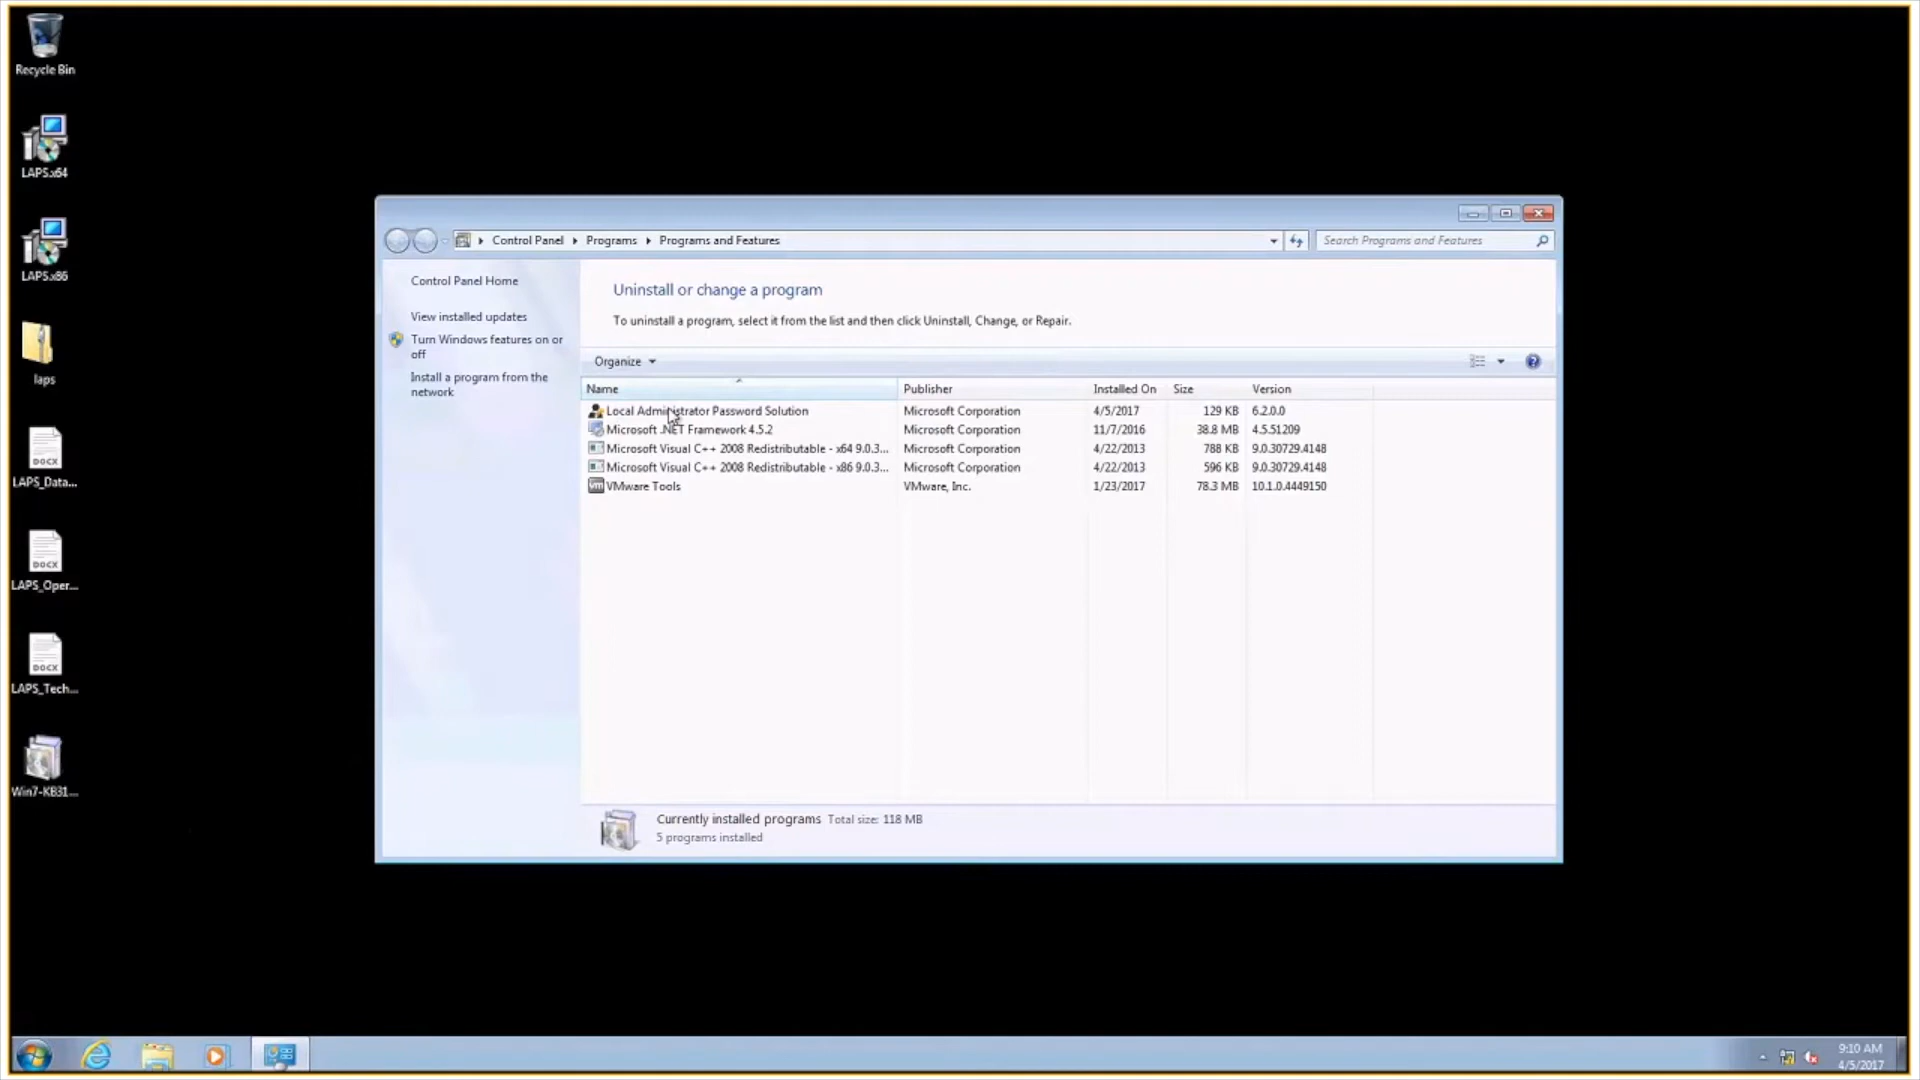 Recycle Bin
LAPS.x64
LAPS.x86
laps
LAPS_Data...
LAPS_Oper...
LAPS_Tech...
Win7-KB31...
Control Panel Programs Programs and Features
Search Programs and Features
Control Panel Home
View installed updates
Turn Windows features on or
off
Install a program from the
network
Uninstall or change a program
To uninstall a program, select it from the list and then click Uninstall, Change, or Repair.
Organize
Name Publisher Installed On Size Version
Local Administrator Password Solution Microsoft Corporation 4/5/2017 129 KB 6.2.0.0
Microsoft .NET Framework 4.5.2 Microsoft Corporation 11/7/2016 38.8 MB 4.5.51209
Microsoft Visual C++ 2008 Redistributable - x64 9.0.3... Microsoft Corporation 4/22/2013 788 KB 9.0.30729.4148
Microsoft Visual C++ 2008 Redistributable - x86 9.0.3... Microsoft Corporation 4/22/2013 596 KB 9.0.30729.4148
VMware Tools VMware, Inc. 1/23/2017 78.3 MB 10.1.0.4449150
Currently installed programs Total size: 118 MB
5 programs installed
9:10 AM
4/5/2017